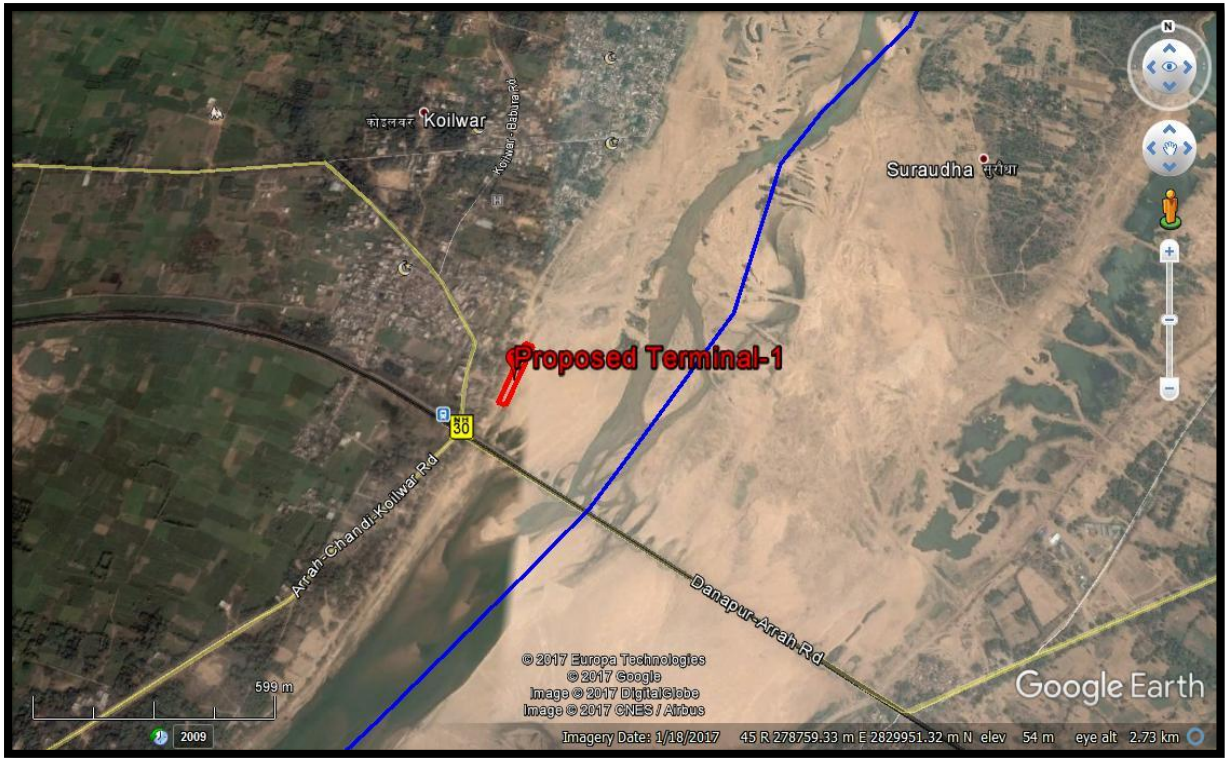 N
कोइलवर Koilwar
Koilwar - Babura Rd
H
Suraudha सुरौधा
Proposed Terminal-1
NH
30
Arrah-Chandi-Koilwar Rd
Danapur-Arrah-Rd
© 2017 Europa Technologies
© 2017 Google
Image © 2017 DigitalGlobe
Image © 2017 CNES / Airbus
Google Earth
599 m
2009
Imagery Date: 1/18/2017 45 R 278759.33 m E 2829951.32 m N elev 54 m eye alt 2.73 km